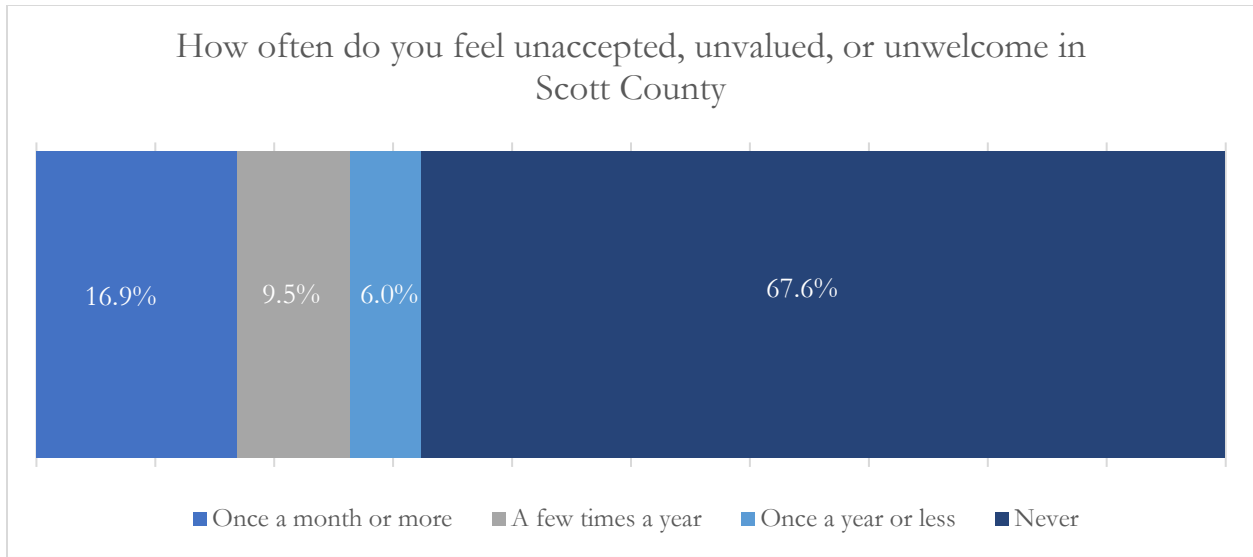 How often do you feel unaccepted, unvalued, or unwelcome in
Scott County
16.9%
9.5%
6.0%
67.6%
Once a month or more
A few times a year
Once a year or less
Never